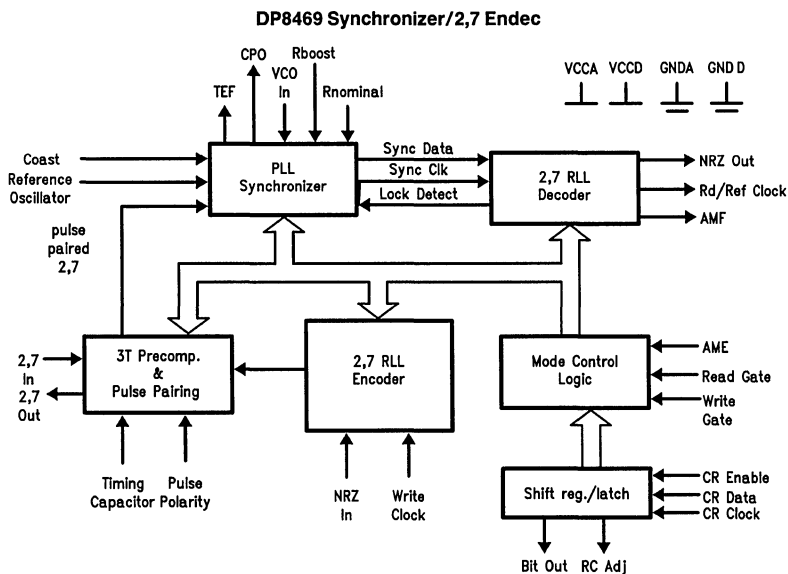 DP8469 Synchronizer/2,7 Endec
CPO
Rboost
VCO
TEF
In
Rnominal
VCCA
VCCD
GNDA
GND D
Coast
Reference
Oscillator
PLL
Synchronizer
Sync Data
Sync Clk
Lock Detect
2,7 RLL
Decoder
NRZ Out
Rd/Ref Clock
AMF
pulse
paired
2,7
2,7
In
2,7
Out
3T Precomp.
&
Pulse Pairing
2,7 RLL
Encoder
Mode Control
Logic
AME
Read Gate
Write
Gate
Timing
Capacitor
Pulse
Polarity
NRZ
In
Write
Clock
Shift reg./latch
CR Enable
CR Data
CR Clock
Bit Out
RC Adj